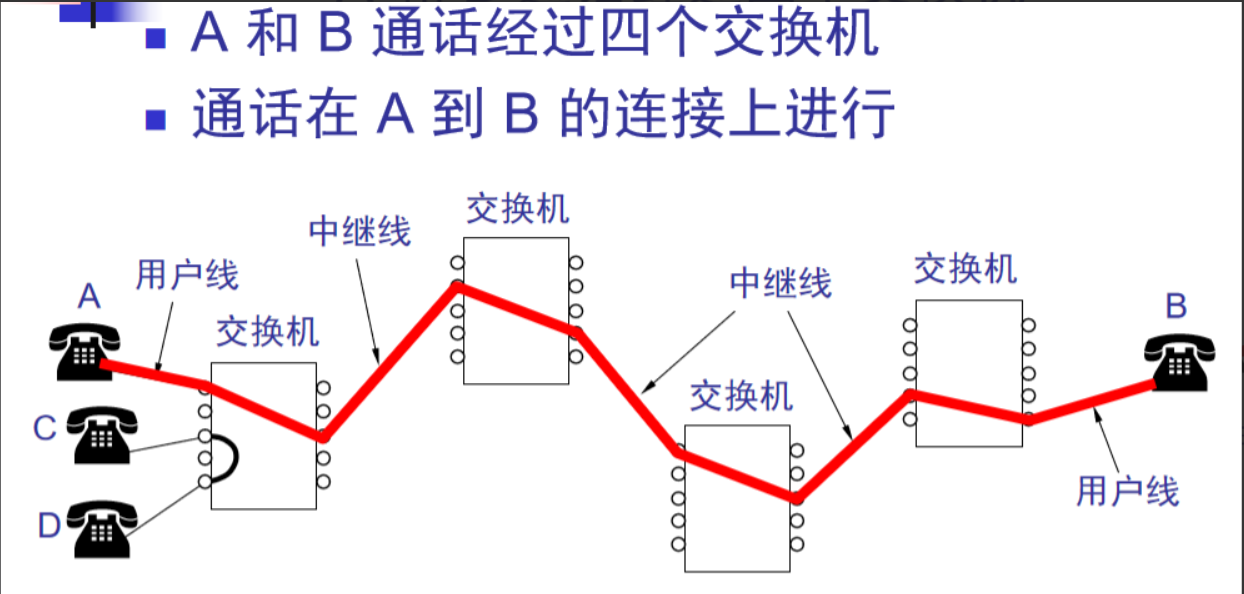 A 和 B 通话经过四个交换机
通话在 A 到 B 的连接上进行
交换机
中继线
交换机
用户线
中继线
A
B
交换机
交换机
C
用户线
D